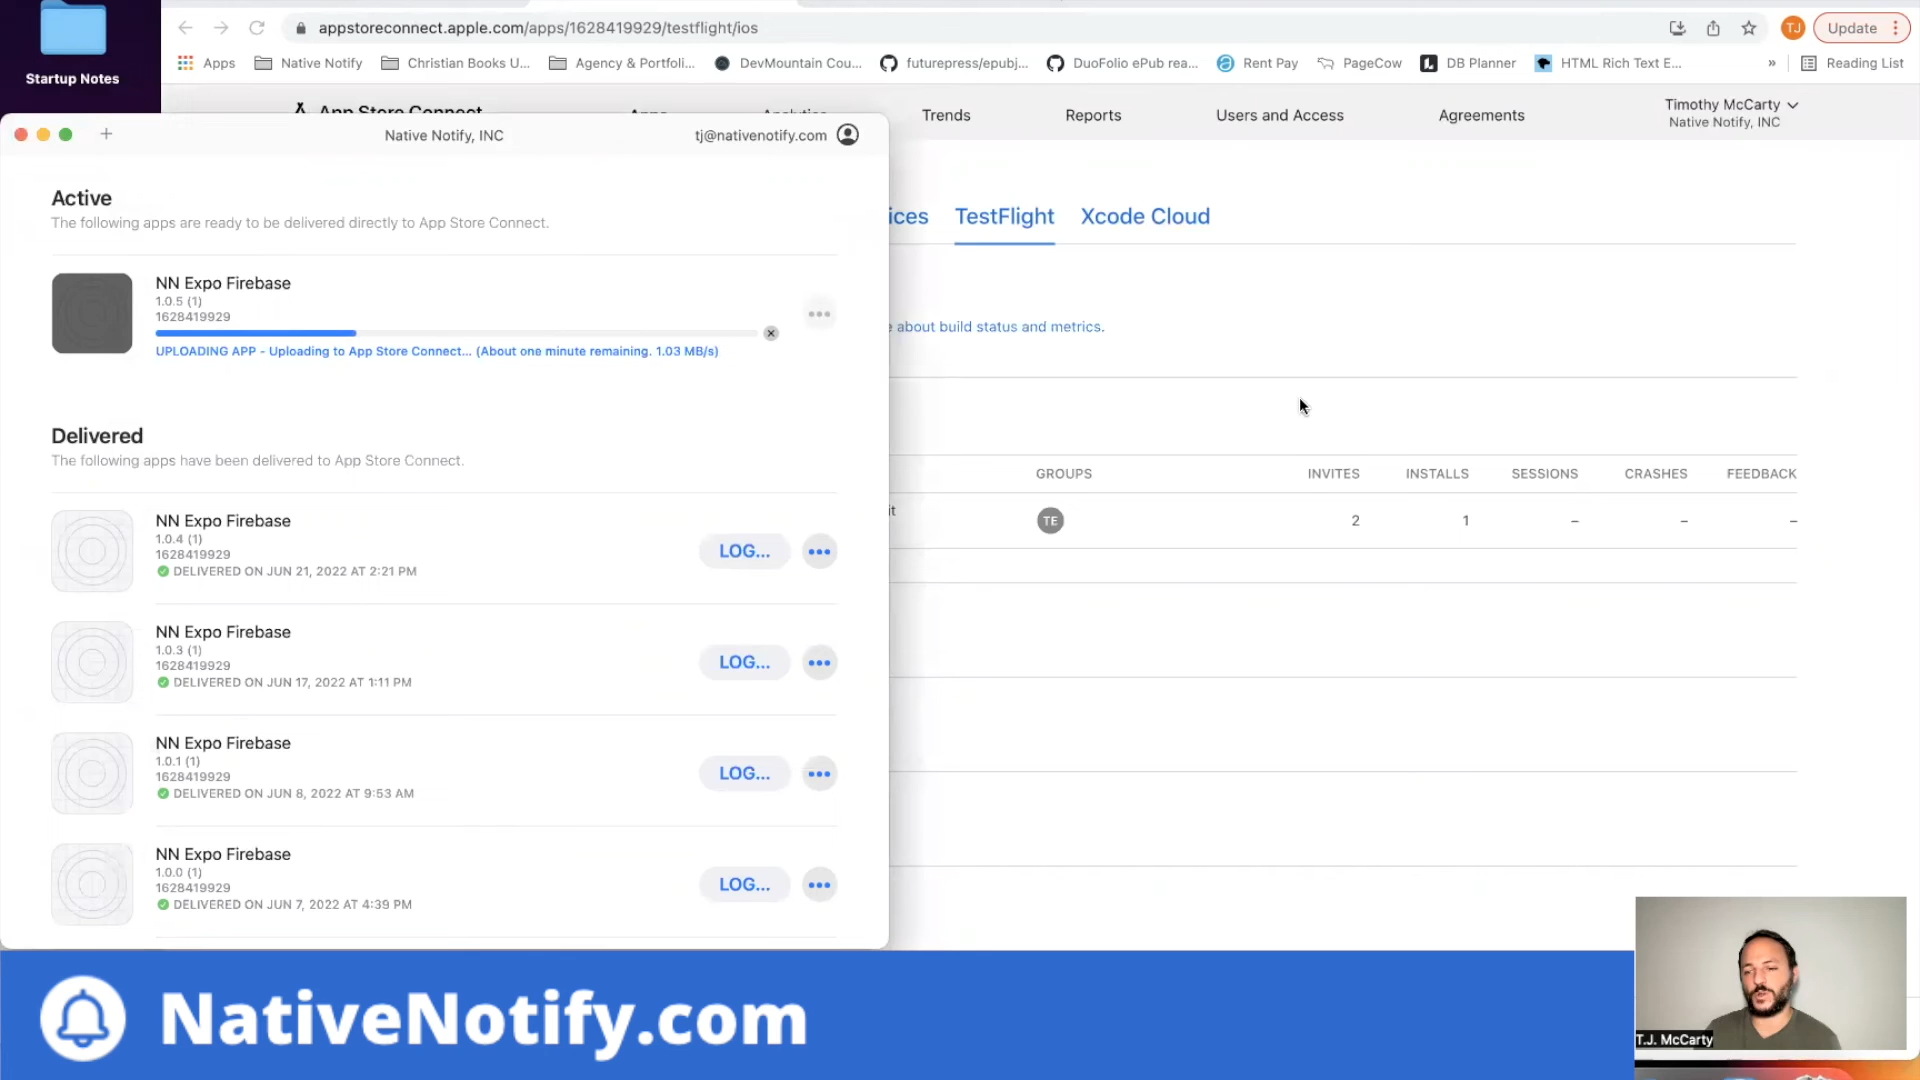 Startup Notes
appstoreconnect.apple.com/apps/1628419929/testflight/ios
TJ
Update
Apps
Native Notify
Christian Books U...
Agency & Portfoli...
DevMountain Cou...
futurepress/epubj...
DuoFolio ePub rea...
Rent Pay
PageCow
DB Planner
HTML Rich Text E...
»
Reading List
App Store Connect
Apps
Analytics
Trends
Reports
Users and Access
Agreements
Timothy McCarty
Native Notify, INC
Native Notify, INC
tj@nativenotify.com
Active
The following apps are ready to be delivered directly to App Store Connect.
NN Expo Firebase
1.0.5 (1)
1628419929
UPLOADING APP - Uploading to App Store Connect... (About one minute remaining. 1.03 MB/s)
Delivered
The following apps have been delivered to App Store Connect.
NN Expo Firebase
1.0.4 (1)
1628419929
DELIVERED ON JUN 21, 2022 AT 2:21 PM
LOG...
NN Expo Firebase
1.0.3 (1)
1628419929
DELIVERED ON JUN 17, 2022 AT 1:11 PM
LOG...
NN Expo Firebase
1.0.1 (1)
1628419929
DELIVERED ON JUN 8, 2022 AT 9:53 AM
LOG...
NN Expo Firebase
1.0.0 (1)
1628419929
DELIVERED ON JUN 7, 2022 AT 4:39 PM
LOG...
ices
TestFlight
Xcode Cloud
e about build status and metrics.
GROUPS
INVITES
INSTALLS
SESSIONS
CRASHES
FEEDBACK
it
TE
2
1
–
–
–
NativeNotify.com
T.J. McCarty